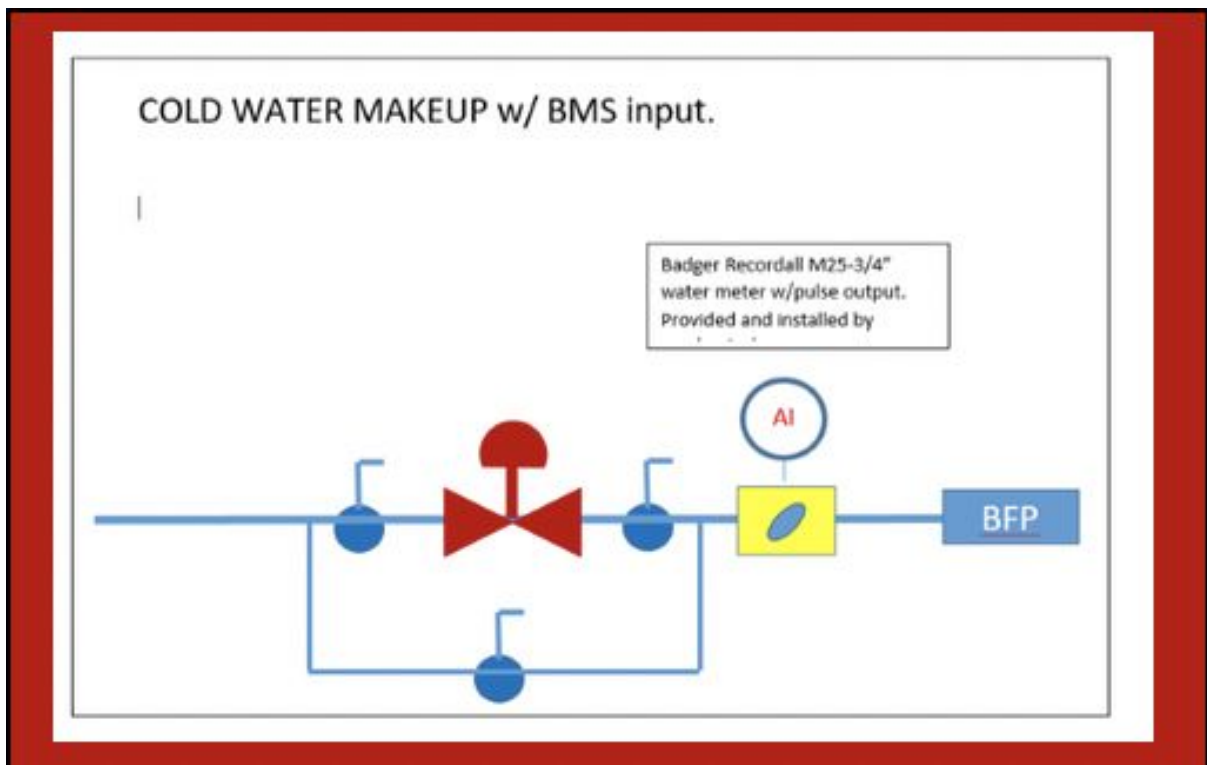 COLD WATER MAKEUP w/ BMS input.
Badger Recordall M25-3/4"
water meter w/pulse output.
Provided and installed by
AI
BFP